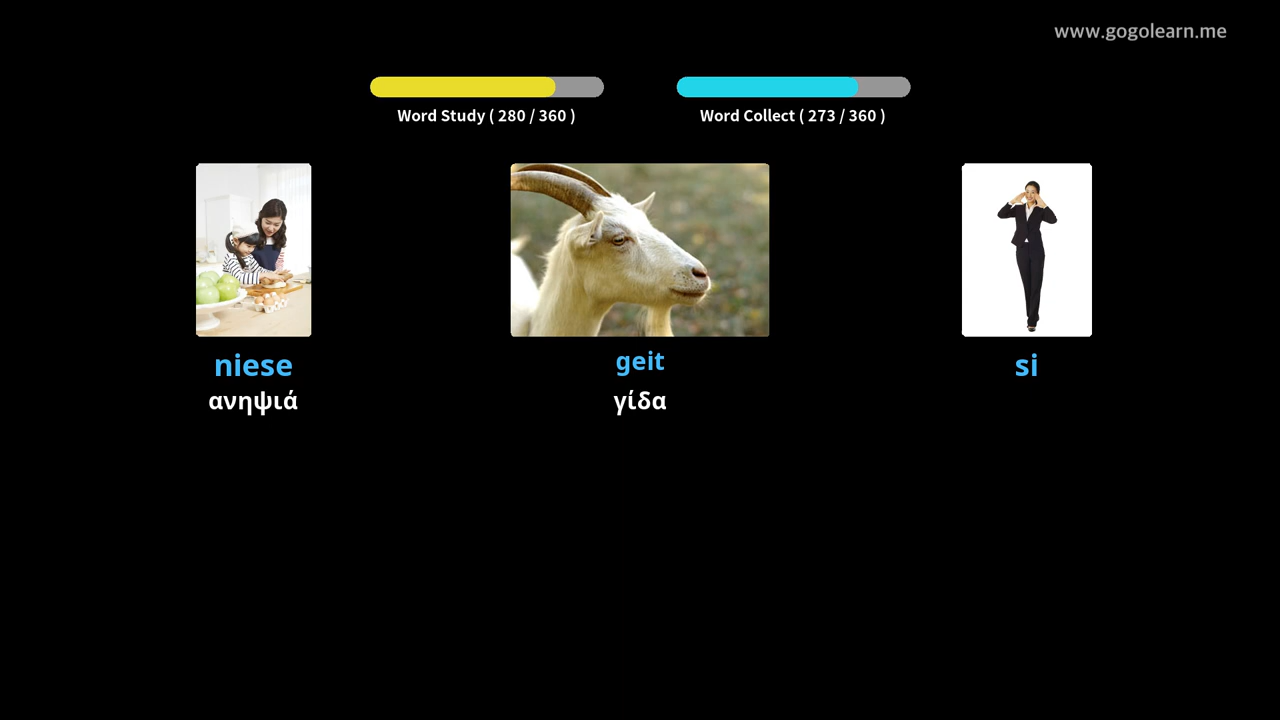 www.gogolearn.me
Word Study ( 280 / 360 )
Word Collect ( 273 / 360 )
niese
ανηψιά
geit
γίδα
si